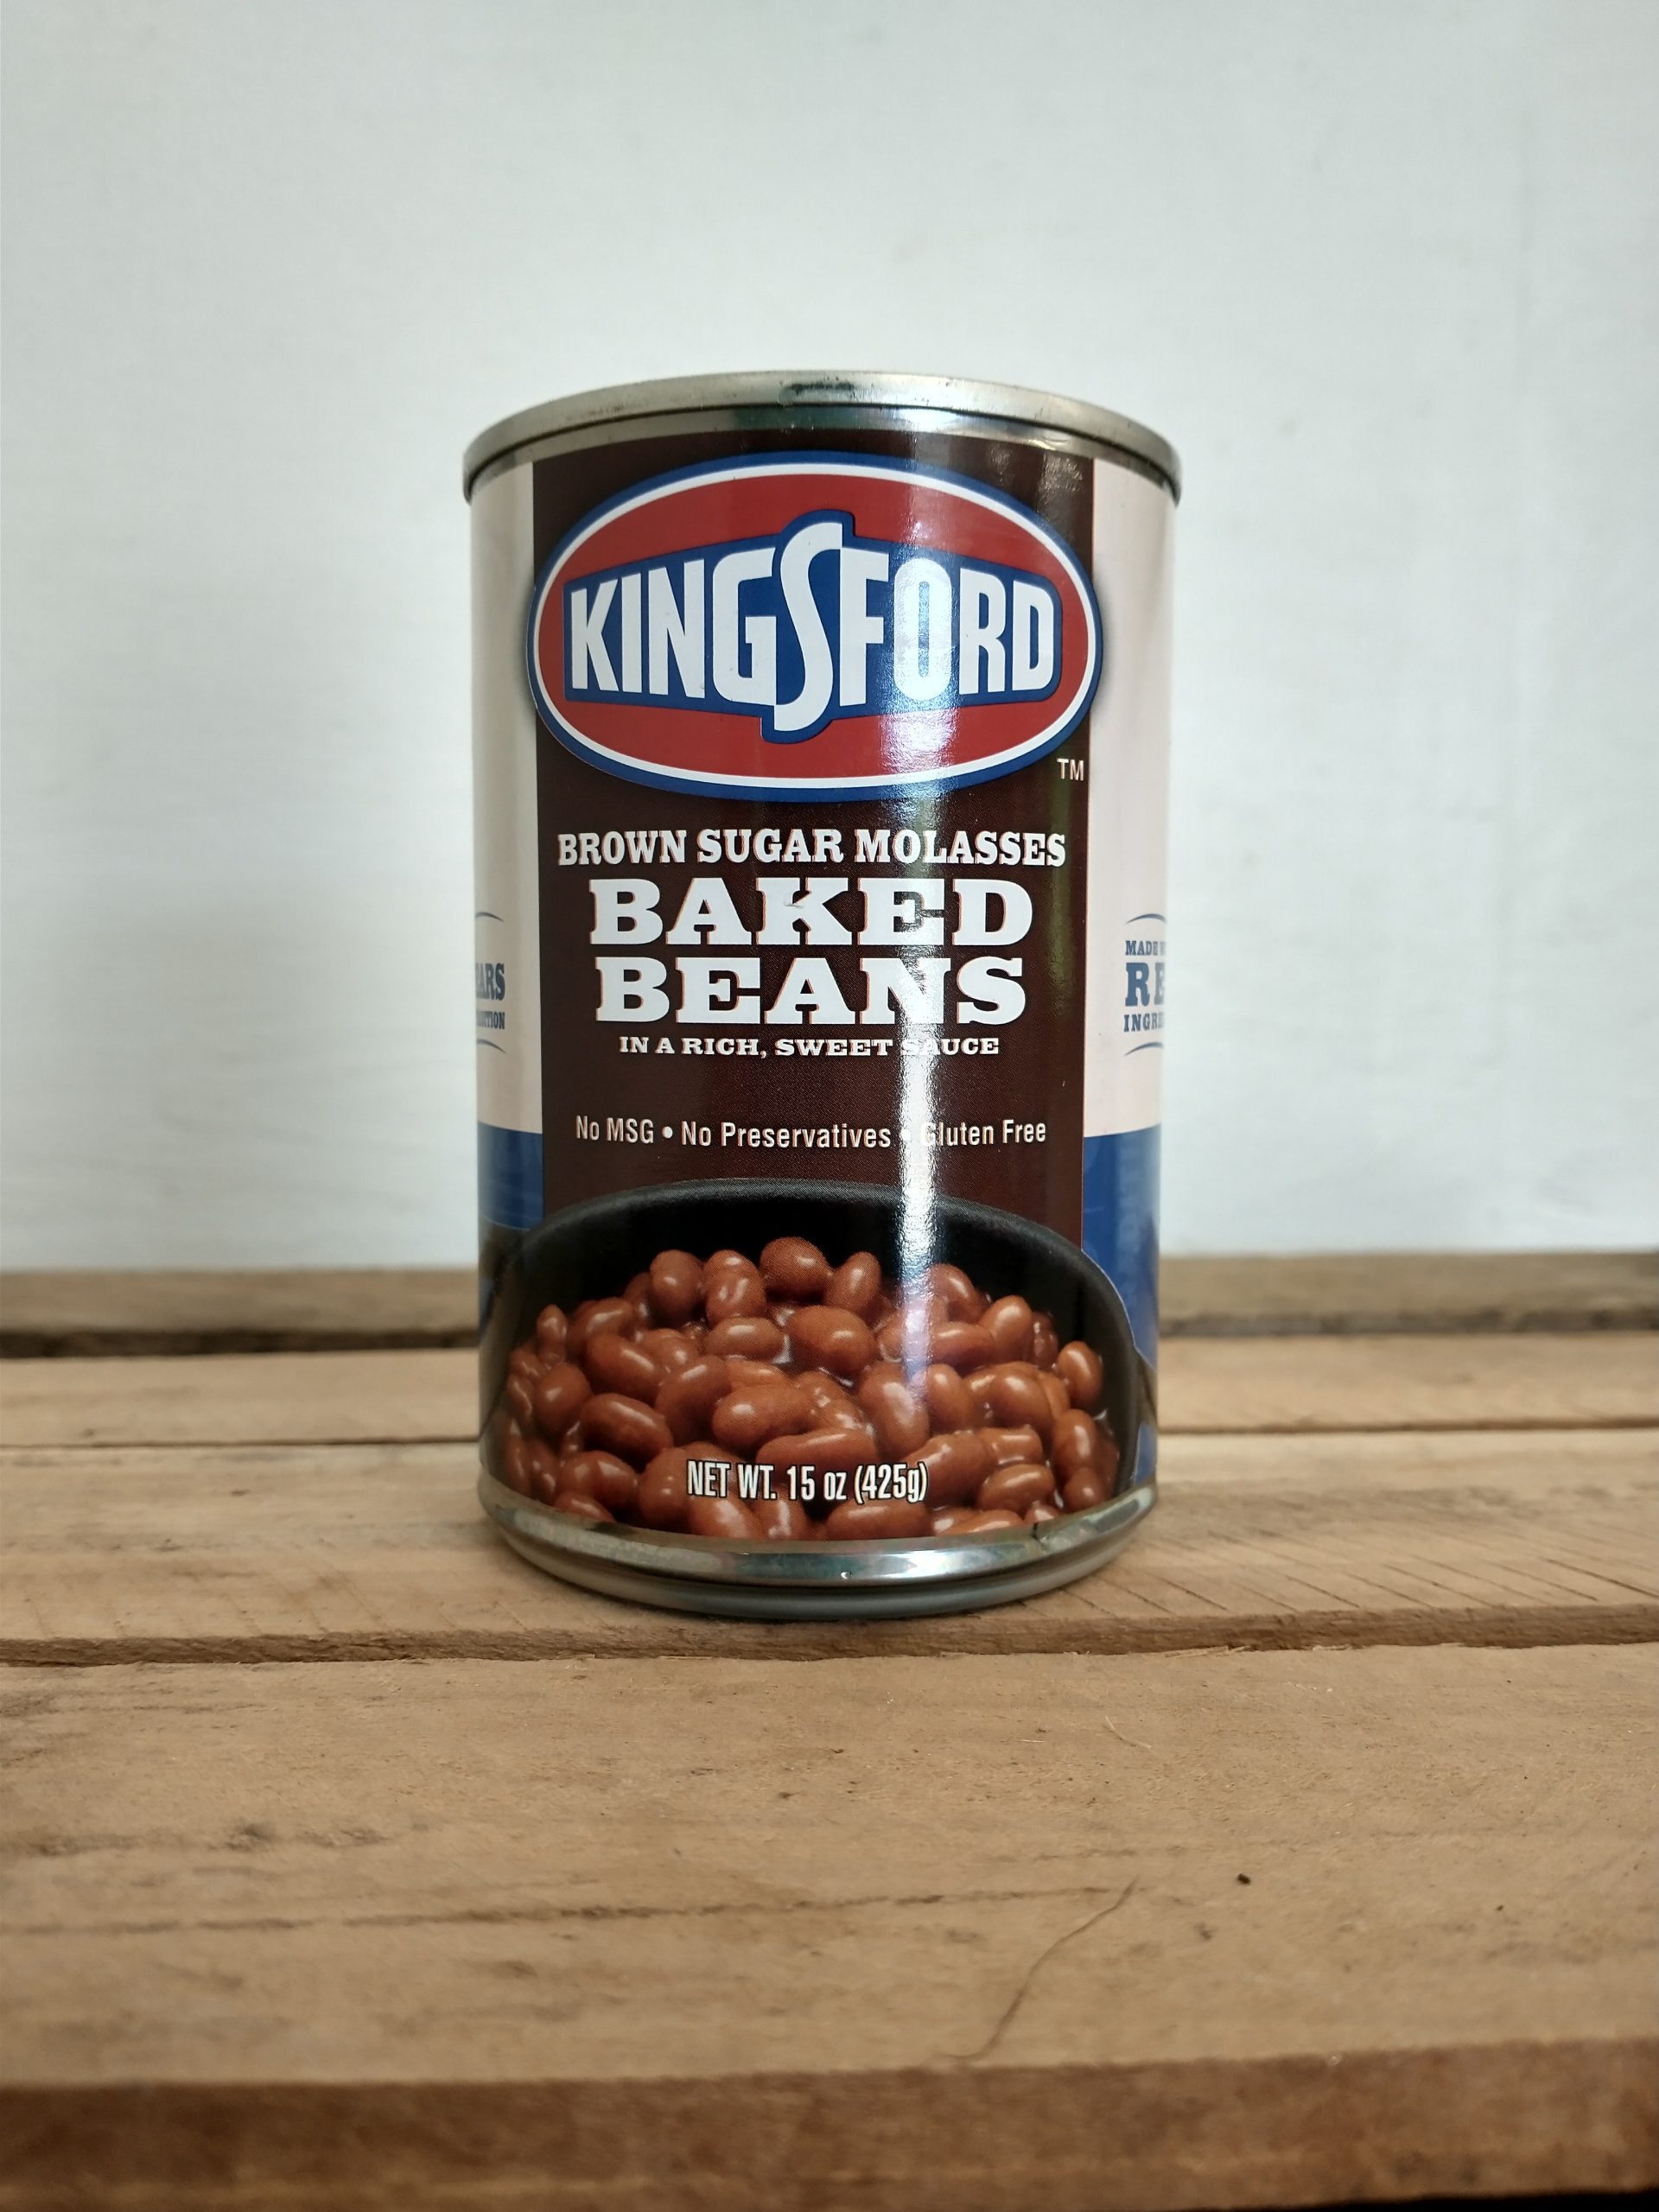 KINGSFORD
TM
BROWN SUGAR MOLASSES
BAKED
BEANS
IN A RICH, SWEET SAUCE
No MSG • No Preservatives • Gluten Free
NET WT. 15 oz (425g)
MADE